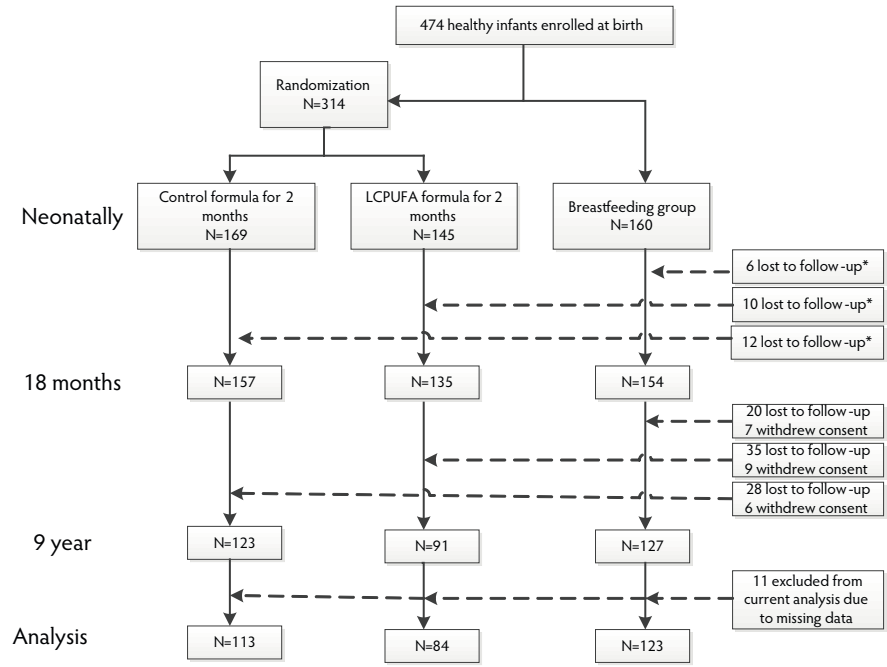 474 healthy infants enrolled at birth
Randomization
N=314
Neonatally
Control formula for 2
months
N=169
LCPUFA formula for 2
months
N=145
Breastfeeding group
N=160
6 lost to follow-up*
10 lost to follow-up*
12 lost to follow-up*
18 months
N=157
N=135
N=154
20 lost to follow-up
7 withdrew consent
35 lost to follow-up
9 withdrew consent
28 lost to follow-up
6 withdrew consent
9 year
N=123
N=91
N=127
11 excluded from
current analysis due
to missing data
Analysis
N=113
N=84
N=123